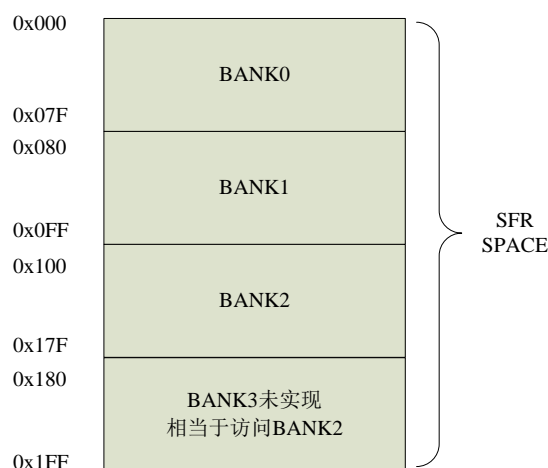 0x000
BANK0
0x07F
0x080
BANK1
0x0FF
0x100
BANK2
0x17F
0x180
BANK3未实现
相当于访问BANK2
0x1FF
SFR
SPACE